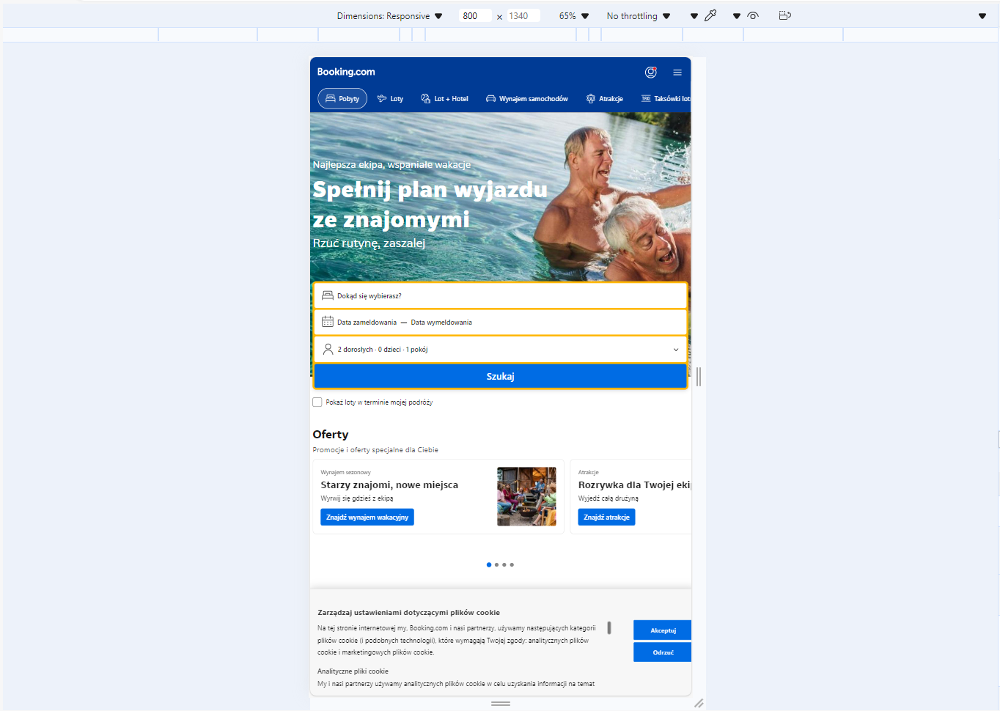 Dimensions: Responsive 800 x 1340 65% No throttling
Booking.com
Pobyty Loty Lot + Hotel Wynajem samochodów Atrakcje Taksówki lot
Najlepsza ekipa, wspaniałe wakacje
Spełnij plan wyjazdu
ze znajomymi
Rzuć rutynę, zaszalej
Dokąd się wybierasz?
Data zameldowania — Data wymeldowania
2 dorosłych · 0 dzieci · 1 pokój
Szukaj
Pokaż loty w terminie mojej podróży
Oferty
Promocje i oferty specjalne dla Ciebie
Wynajem sezonowy
Starzy znajomi, nowe miejsca
Wyrwij się gdzieś z ekipą
Znajdź wynajem wakacyjny
Atrakcje
Rozrywka dla Twojej eki
Wyjedź całą drużyną
Znajdź atrakcje
Zarządzaj ustawieniami dotyczącymi plików cookie
Na tej stronie internetowej my, Booking.com i nasi partnerzy, używamy następujących kategorii
plików cookie (i podobnych technologii), które wymagają Twojej zgody: analitycznych plików
cookie i marketingowych plików cookie.
Analityczne pliki cookie
My i nasi partnerzy używamy analitycznych plików cookie w celu uzyskania informacji na temat
Akceptuj
Odrzuć